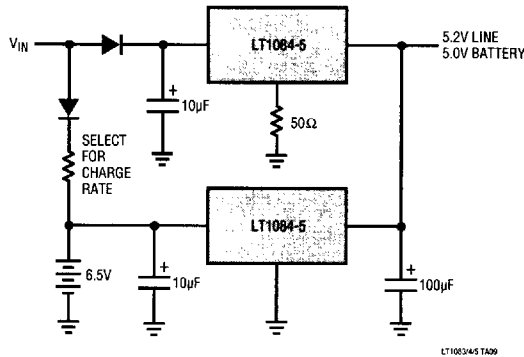 V_IN
LT1084-5
5.2V LINE
5.0V BATTERY
+
10μF
50Ω
SELECT
FOR
CHARGE
RATE
LT1084-5
6.5V
+
10μF
+
100μF
LT1083/4/5 TA09